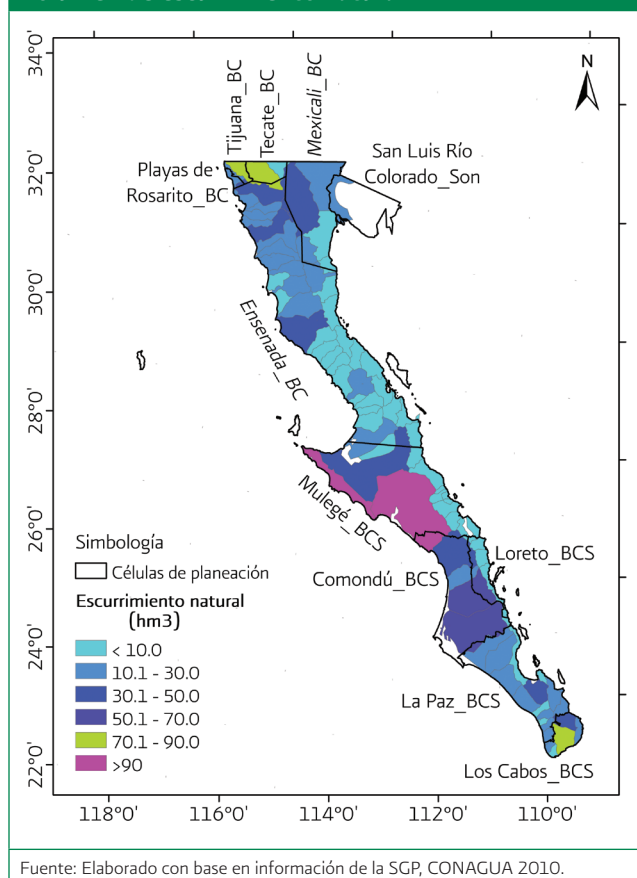 34°0'
32°0'
30°0'
28°0'
26°0'
24°0'
22°0'
Tijuana_BC
Tecate_BC
Mexicali_BC
N
Playas de
Rosarito_BC
San Luis Río
Colorado_Son
Ensenada_BC
Mulegé_BCS
Loreto_BCS
Comondú_BCS
La Paz_BCS
Los Cabos_BCS
Simbología
Células de planeación
Escurrimiento natural
(hm3)
< 10.0
10.1 - 30.0
30.1 - 50.0
50.1 - 70.0
70.1 - 90.0
>90
118°0'
116°0'
114°0'
112°0'
110°0'
Fuente: Elaborado con base en información de la SGP, CONAGUA 2010.